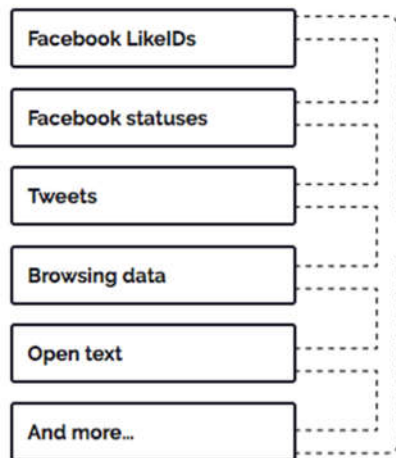 Facebook LikeIDs
Facebook statuses
Tweets
Browsing data
Open text
And more...